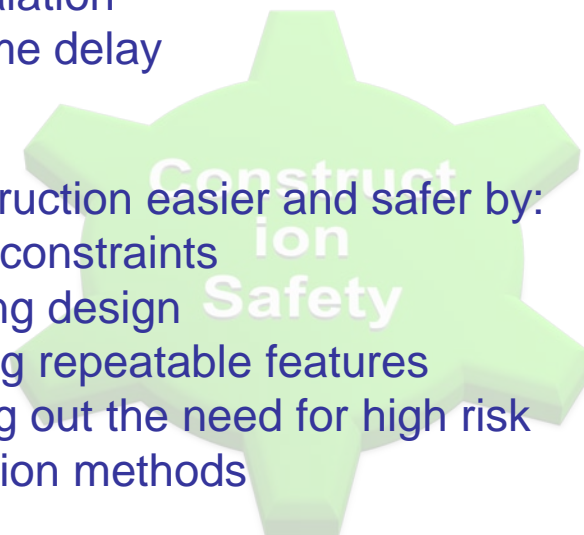 me delay
Construct
ruction easier and safer by:
ion
constraints
Safety
ng design
g repeatable features
g out the need for high risk
ion methods